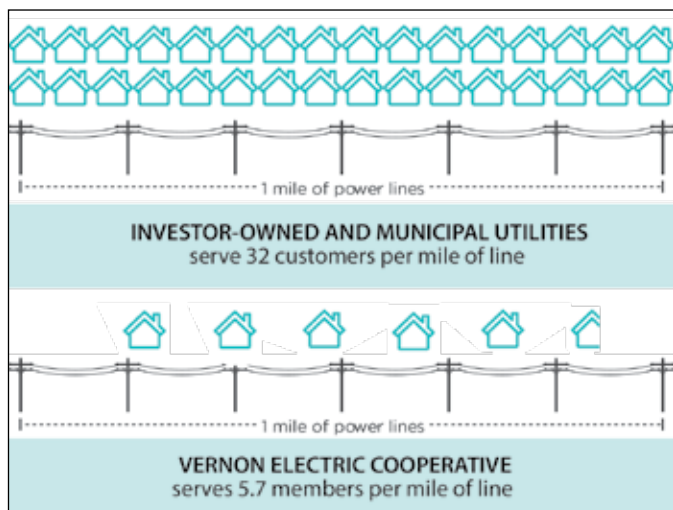 1 mile of power lines
INVESTOR-OWNED AND MUNICIPAL UTILITIES
serve 32 customers per mile of line
1 mile of power lines
VERNON ELECTRIC COOPERATIVE
serves 5.7 members per mile of line